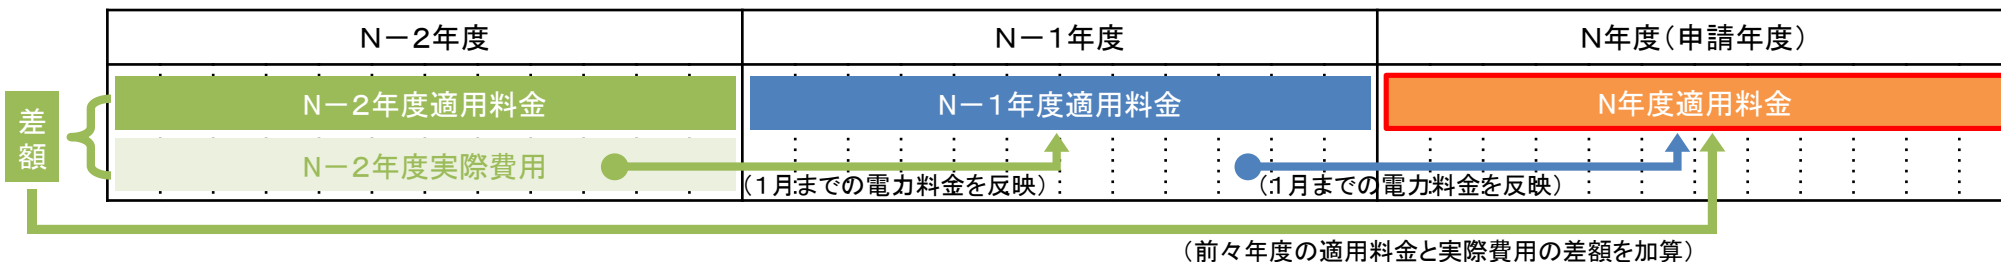 N－2年度
N－1年度
N年度（申請年度）
差額
N－2年度適用料金
N－1年度適用料金
N年度適用料金
N－2年度実際費用
（1月までの電力料金を反映）
（1月までの電力料金を反映）
（前々年度の適用料金と実際費用の差額を加算）